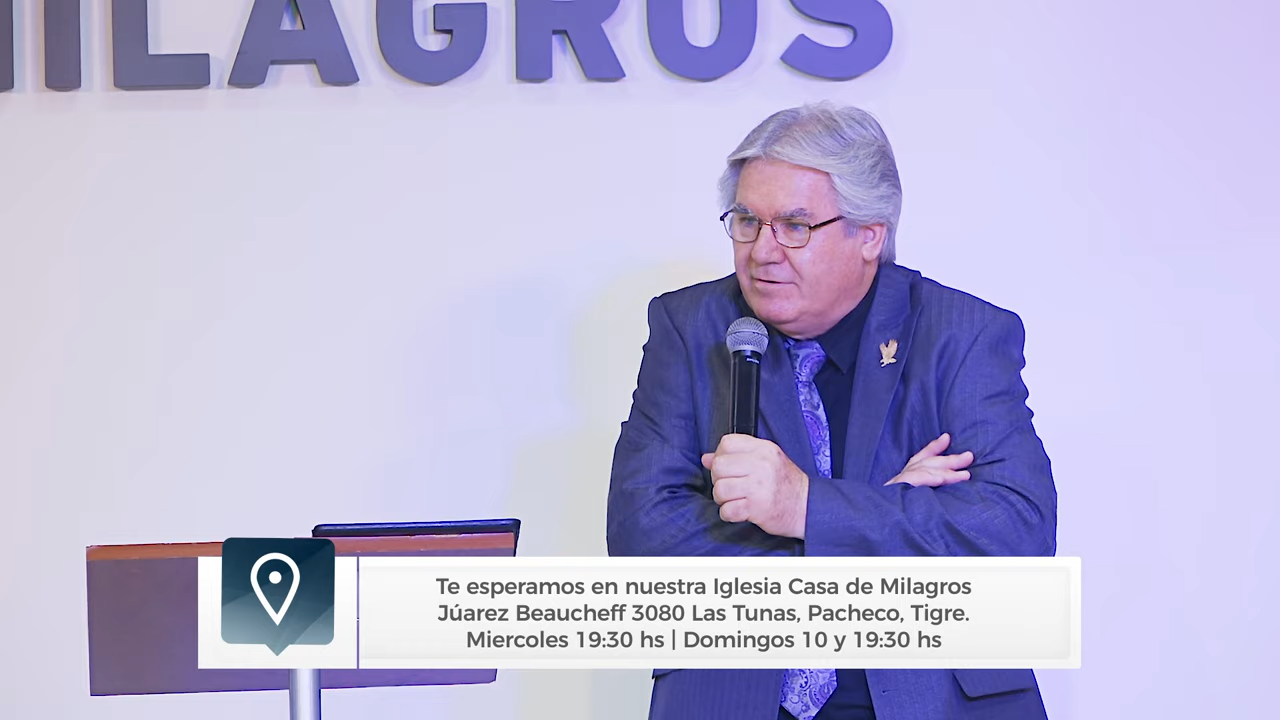 MILAGROS
Te esperamos en nuestra Iglesia Casa de Milagros
Júarez Beaucheff 3080 Las Tunas, Pacheco, Tigre.
Miercoles 19:30 hs | Domingos 10 y 19:30 hs